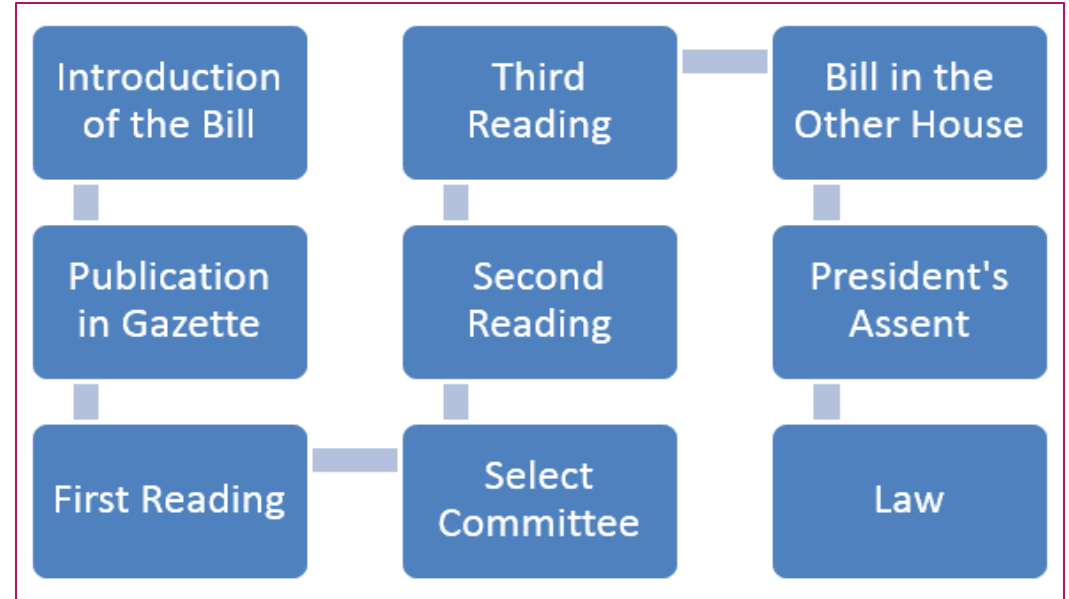 Introduction
of the Bill
Publication
in Gazette
First Reading
Select
Committee
Second
Reading
Third
Reading
Bill in the
Other House
President's
Assent
Law